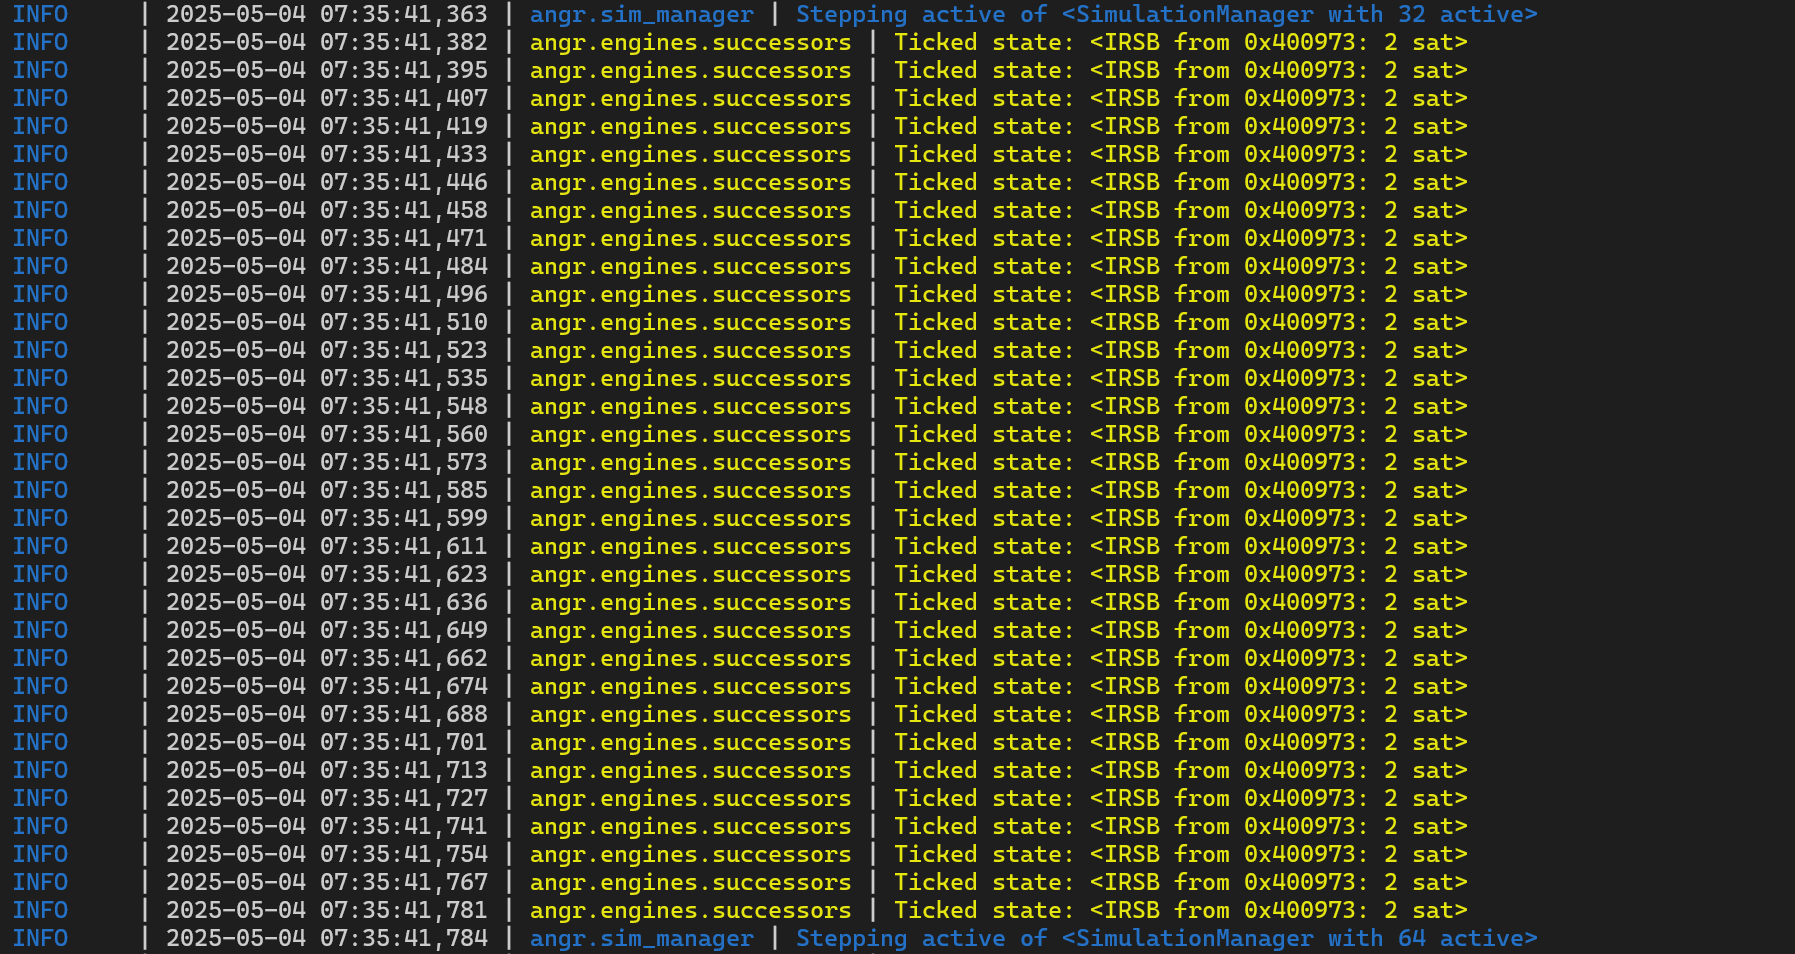 INFO     | 2025-05-04 07:35:41,363 | angr.sim_manager | Stepping active of <SimulationManager with 32 active>
INFO     | 2025-05-04 07:35:41,382 | angr.engines.successors | Ticked state: <IRSB from 0x400973: 2 sat>
INFO     | 2025-05-04 07:35:41,395 | angr.engines.successors | Ticked state: <IRSB from 0x400973: 2 sat>
INFO     | 2025-05-04 07:35:41,407 | angr.engines.successors | Ticked state: <IRSB from 0x400973: 2 sat>
INFO     | 2025-05-04 07:35:41,419 | angr.engines.successors | Ticked state: <IRSB from 0x400973: 2 sat>
INFO     | 2025-05-04 07:35:41,433 | angr.engines.successors | Ticked state: <IRSB from 0x400973: 2 sat>
INFO     | 2025-05-04 07:35:41,446 | angr.engines.successors | Ticked state: <IRSB from 0x400973: 2 sat>
INFO     | 2025-05-04 07:35:41,458 | angr.engines.successors | Ticked state: <IRSB from 0x400973: 2 sat>
INFO     | 2025-05-04 07:35:41,471 | angr.engines.successors | Ticked state: <IRSB from 0x400973: 2 sat>
INFO     | 2025-05-04 07:35:41,484 | angr.engines.successors | Ticked state: <IRSB from 0x400973: 2 sat>
INFO     | 2025-05-04 07:35:41,496 | angr.engines.successors | Ticked state: <IRSB from 0x400973: 2 sat>
INFO     | 2025-05-04 07:35:41,510 | angr.engines.successors | Ticked state: <IRSB from 0x400973: 2 sat>
INFO     | 2025-05-04 07:35:41,523 | angr.engines.successors | Ticked state: <IRSB from 0x400973: 2 sat>
INFO     | 2025-05-04 07:35:41,535 | angr.engines.successors | Ticked state: <IRSB from 0x400973: 2 sat>
INFO     | 2025-05-04 07:35:41,548 | angr.engines.successors | Ticked state: <IRSB from 0x400973: 2 sat>
INFO     | 2025-05-04 07:35:41,560 | angr.engines.successors | Ticked state: <IRSB from 0x400973: 2 sat>
INFO     | 2025-05-04 07:35:41,573 | angr.engines.successors | Ticked state: <IRSB from 0x400973: 2 sat>
INFO     | 2025-05-04 07:35:41,585 | angr.engines.successors | Ticked state: <IRSB from 0x400973: 2 sat>
INFO     | 2025-05-04 07:35:41,599 | angr.engines.successors | Ticked state: <IRSB from 0x400973: 2 sat>
INFO     | 2025-05-04 07:35:41,611 | angr.engines.successors | Ticked state: <IRSB from 0x400973: 2 sat>
INFO     | 2025-05-04 07:35:41,623 | angr.engines.successors | Ticked state: <IRSB from 0x400973: 2 sat>
INFO     | 2025-05-04 07:35:41,636 | angr.engines.successors | Ticked state: <IRSB from 0x400973: 2 sat>
INFO     | 2025-05-04 07:35:41,649 | angr.engines.successors | Ticked state: <IRSB from 0x400973: 2 sat>
INFO     | 2025-05-04 07:35:41,662 | angr.engines.successors | Ticked state: <IRSB from 0x400973: 2 sat>
INFO     | 2025-05-04 07:35:41,674 | angr.engines.successors | Ticked state: <IRSB from 0x400973: 2 sat>
INFO     | 2025-05-04 07:35:41,688 | angr.engines.successors | Ticked state: <IRSB from 0x400973: 2 sat>
INFO     | 2025-05-04 07:35:41,701 | angr.engines.successors | Ticked state: <IRSB from 0x400973: 2 sat>
INFO     | 2025-05-04 07:35:41,713 | angr.engines.successors | Ticked state: <IRSB from 0x400973: 2 sat>
INFO     | 2025-05-04 07:35:41,727 | angr.engines.successors | Ticked state: <IRSB from 0x400973: 2 sat>
INFO     | 2025-05-04 07:35:41,741 | angr.engines.successors | Ticked state: <IRSB from 0x400973: 2 sat>
INFO     | 2025-05-04 07:35:41,754 | angr.engines.successors | Ticked state: <IRSB from 0x400973: 2 sat>
INFO     | 2025-05-04 07:35:41,767 | angr.engines.successors | Ticked state: <IRSB from 0x400973: 2 sat>
INFO     | 2025-05-04 07:35:41,781 | angr.engines.successors | Ticked state: <IRSB from 0x400973: 2 sat>
INFO     | 2025-05-04 07:35:41,784 | angr.sim_manager | Stepping active of <SimulationManager with 64 active>